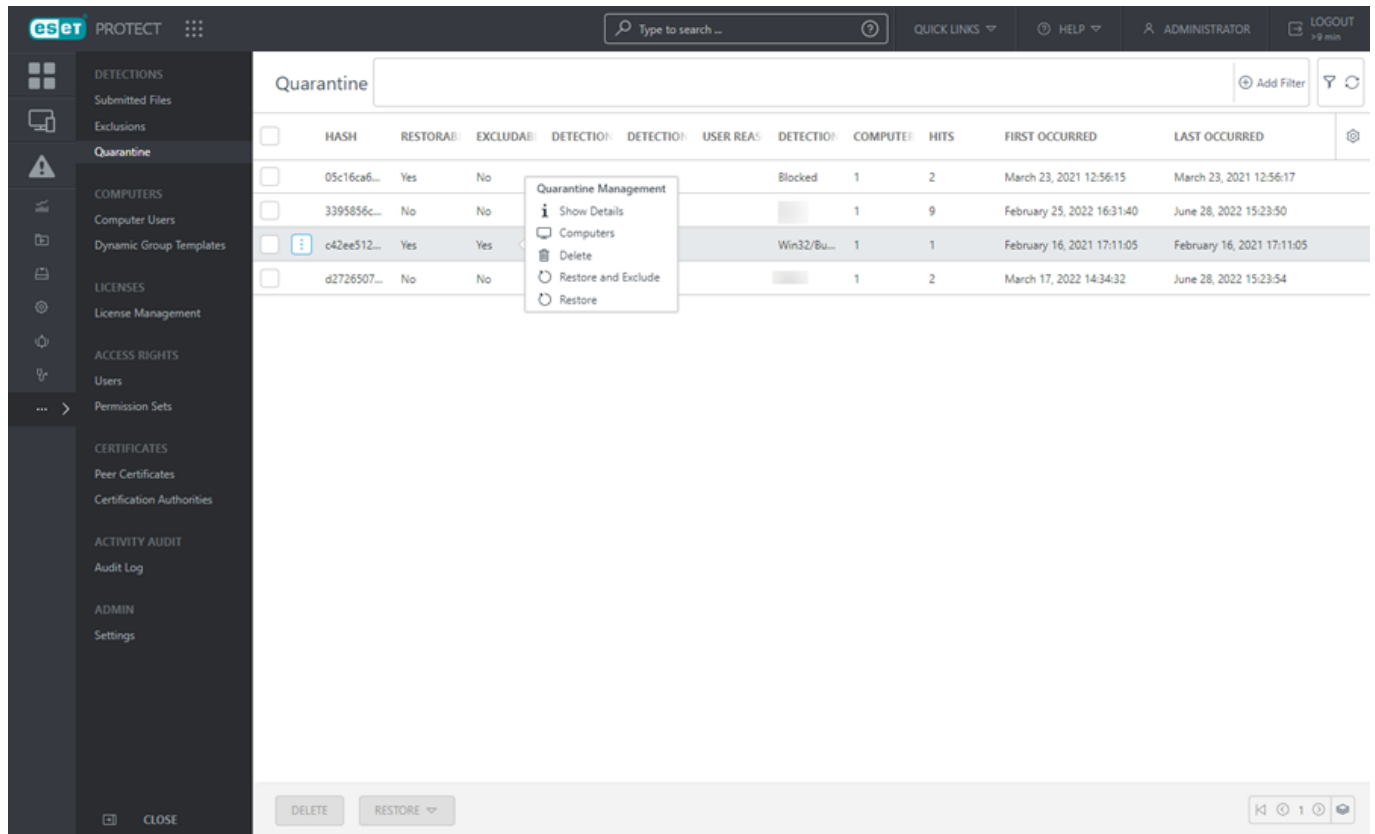 eset PROTECT Type to search ... QUICK LINKS HELP ADMINISTRATOR LOGOUT
>9 min
DETECTIONS
Submitted Files
Exclusions
Quarantine
COMPUTERS
Computer Users
Dynamic Group Templates
LICENSES
License Management
ACCESS RIGHTS
Users
Permission Sets
CERTIFICATES
Peer Certificates
Certification Authorities
ACTIVITY AUDIT
Audit Log
ADMIN
Settings
CLOSE
Quarantine Add Filter
HASH RESTORAB EXCLUDAB DETECTION DETECTION USER REAS DETECTION COMPUTER HITS FIRST OCCURRED LAST OCCURRED
05c16ca6... Yes No Blocked 1 2 March 23, 2021 12:56:15 March 23, 2021 12:56:17
3395856c... No No 1 9 February 25, 2022 16:31:40 June 28, 2022 15:23:50
c42ee512... Yes Yes Win32/Bu... 1 1 February 16, 2021 17:11:05 February 16, 2021 17:11:05
d2726507... No No 1 2 March 17, 2022 14:34:32 June 28, 2022 15:23:54
Quarantine Management
Show Details
Computers
Delete
Restore and Exclude
Restore
DELETE RESTORE 1